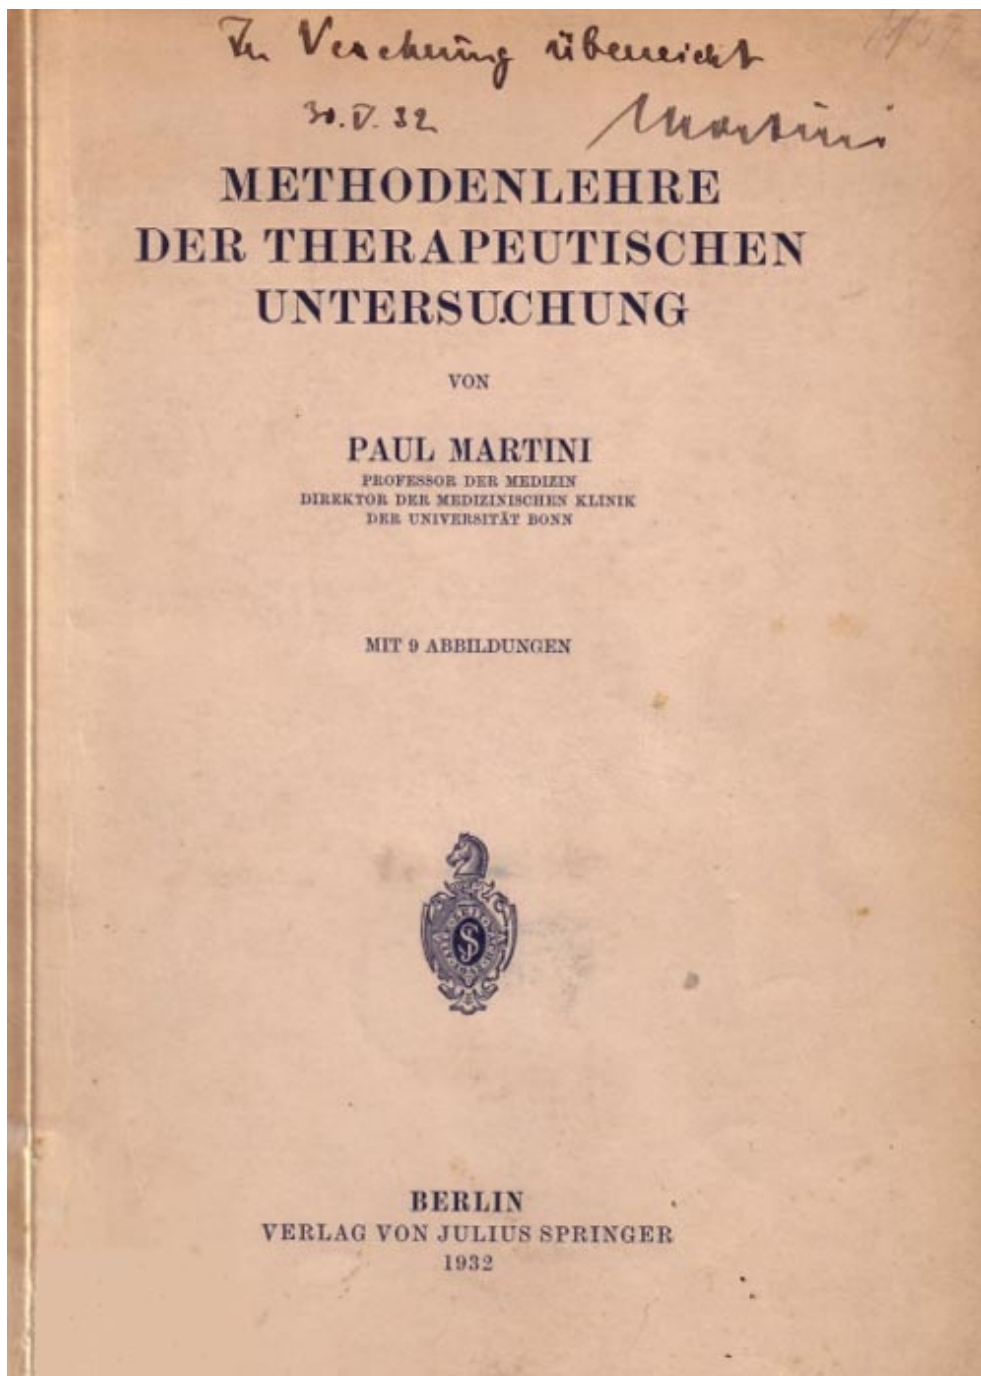 In Verehrung überreicht
30. V. 32
Martini
METHODENLEHRE
DER THERAPEUTISCHEN
UNTERSUCHUNG
VON
PAUL MARTINI
PROFESSOR DER MEDIZIN
DIREKTOR DER MEDIZINISCHEN KLINIK
DER UNIVERSITÄT BONN
MIT 9 ABBILDUNGEN
BERLIN
VERLAG VON JULIUS SPRINGER
1932